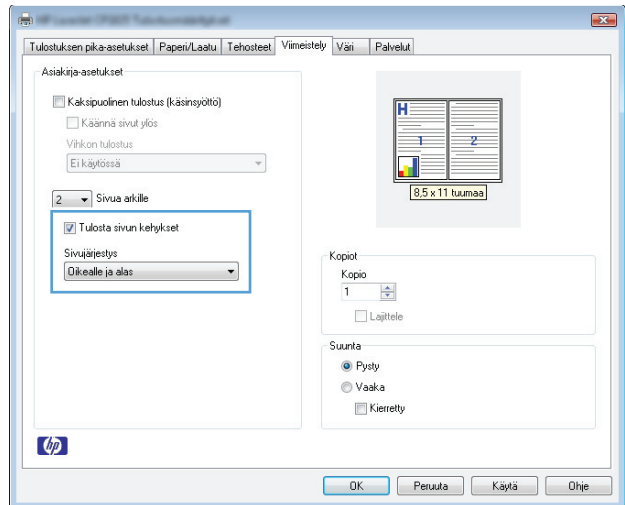 Tulostuksen pika-asetukset Paperi/Laatu Tehosteet Viimeistely Väri Palvelut
Asiakirja-asetukset
Kaksipuolinen tulostus (käsinsyöttö)
Käännä sivut ylös
Vihkon tulostus
Ei käytössä
2 Sivua arkille
Tulosta sivun kehykset
Sivujärjestys
Oikealle ja alas
H
1 2
8,5 x 11 tuumaa
Kopiot
Kopio
1
Lajittele
Suunta
Pysty
Vaaka
Kierretty
hp
OK Peruuta Käytä Ohje